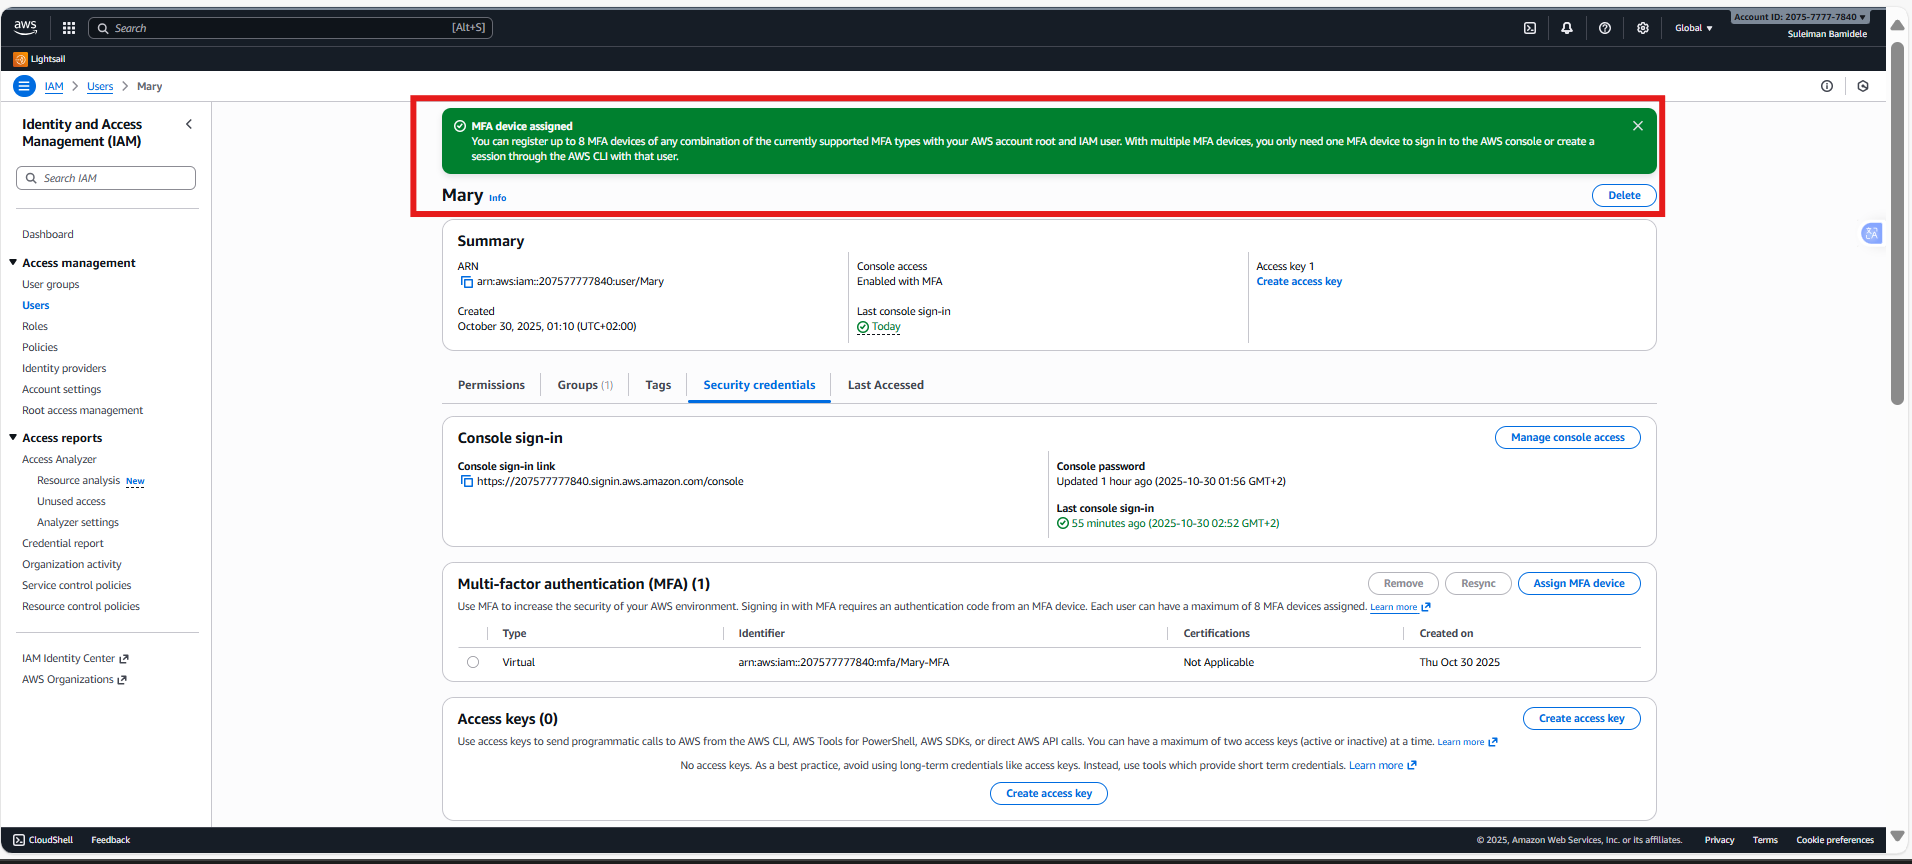 aws
Search
[Alt+S]
Global
Account ID: 2075-7777-7840
Suleiman Bamidele
Lightsail
IAM
Users
Mary
Identity and Access
Management (IAM)
Search IAM
Dashboard
Access management
User groups
Users
Roles
Policies
Identity providers
Account settings
Root access management
Access reports
Access Analyzer
Resource analysis New
Unused access
Analyzer settings
Credential report
Organization activity
Service control policies
Resource control policies
IAM Identity Center
AWS Organizations
MFA device assigned
You can register up to 8 MFA devices of any combination of the currently supported MFA types with your AWS account root and IAM user. With multiple MFA devices, you only need one MFA device to sign in to the AWS console or create a
session through the AWS CLI with that user.
Mary Info
Delete
Summary
ARN
arn:aws:iam::207577777840:user/Mary
Created
October 30, 2025, 01:10 (UTC+02:00)
Console access
Enabled with MFA
Last console sign-in
Today
Access key 1
Create access key
Permissions
Groups (1)
Tags
Security credentials
Last Accessed
Console sign-in
Manage console access
Console sign-in link
https://207577777840.signin.aws.amazon.com/console
Console password
Updated 1 hour ago (2025-10-30 01:56 GMT+2)
Last console sign-in
55 minutes ago (2025-10-30 02:52 GMT+2)
Multi-factor authentication (MFA) (1)
Remove
Resync
Assign MFA device
Use MFA to increase the security of your AWS environment. Signing in with MFA requires an authentication code from an MFA device. Each user can have a maximum of 8 MFA devices assigned. Learn more
Type
Identifier
Certifications
Created on
Virtual
arn:aws:iam::207577777840:mfa/Mary-MFA
Not Applicable
Thu Oct 30 2025
Access keys (0)
Create access key
Use access keys to send programmatic calls to AWS from the AWS CLI, AWS Tools for PowerShell, AWS SDKs, or direct AWS API calls. You can have a maximum of two access keys (active or inactive) at a time. Learn more
No access keys. As a best practice, avoid using long-term credentials like access keys. Instead, use tools which provide short term credentials. Learn more
Create access key
CloudShell
Feedback
© 2025, Amazon Web Services, Inc. or its affiliates.
Privacy
Terms
Cookie preferences